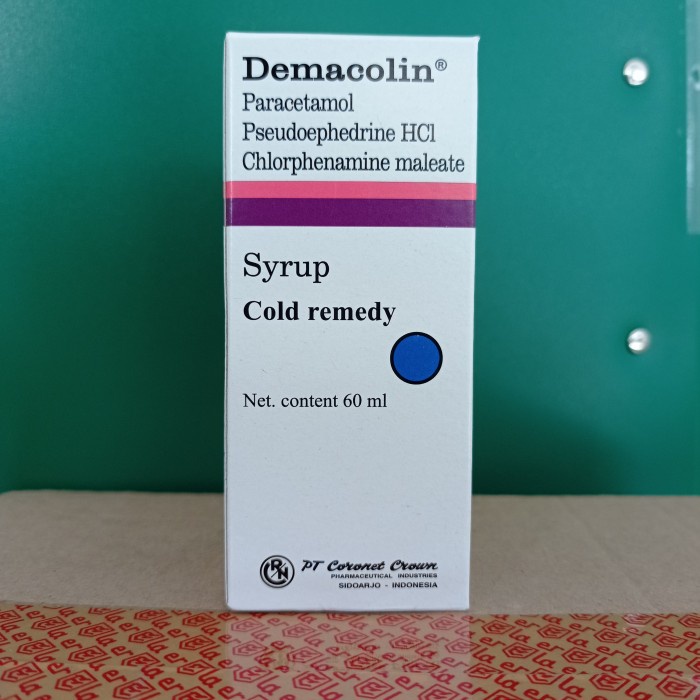 Demacolin®
Paracetamol
Pseudoephedrine HCl
Chlorphenamine maleate
Syrup
Cold remedy
Net. content 60 ml
PT Coronet Crown
PHARMACEUTICAL INDUSTRIES
SIDOARJO - INDONESIA